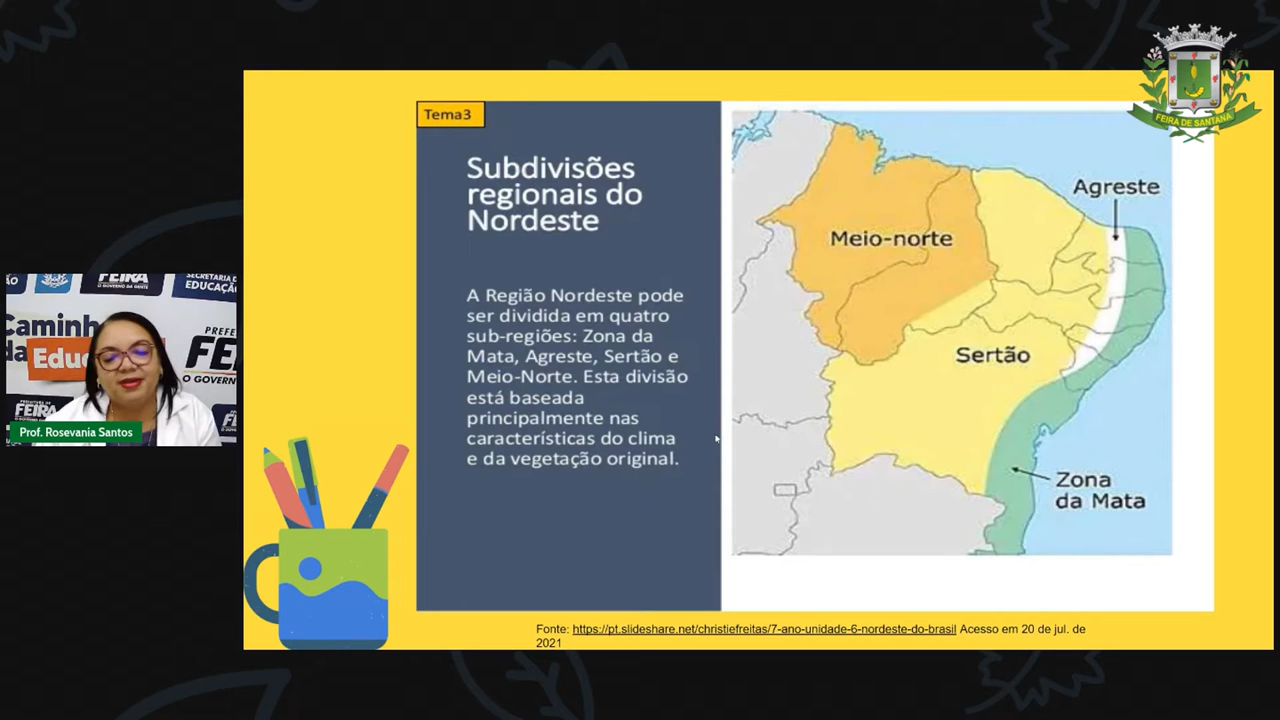 FEIRA DE SANTANA
Tema3
Subdivisões
regionais do
Nordeste
A Região Nordeste pode
ser dividida em quatro
sub-regiões: Zona da
Mata, Agreste, Sertão e
Meio-Norte. Esta divisão
está baseada
principalmente nas
características do clima
e da vegetação original.
Agreste
Meio-norte
Sertão
Zona
da Mata
FEIRA
O GOVERNO DA GENTE
SECRETARIA D
EDUCAÇÃO
Caminh
da Educ
PREFE
FE
O GOVERN
FEIRA
Prof. Rosevania Santos
Fonte: https://pt.slideshare.net/christiefreitas/7-ano-unidade-6-nordeste-do-brasil Acesso em 20 de jul. de
2021